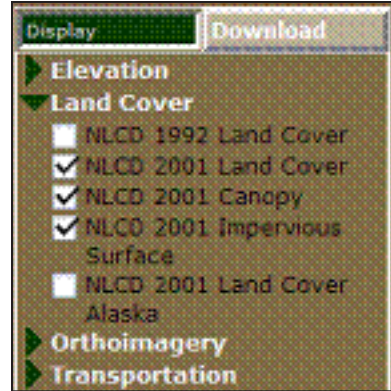 Display Download
Elevation
Land Cover
NLCD 1992 Land Cover
NLCD 2001 Land Cover
NLCD 2001 Canopy
NLCD 2001 Impervious
Surface
NLCD 2001 Land Cover
Alaska
Orthoimagery
Transportation